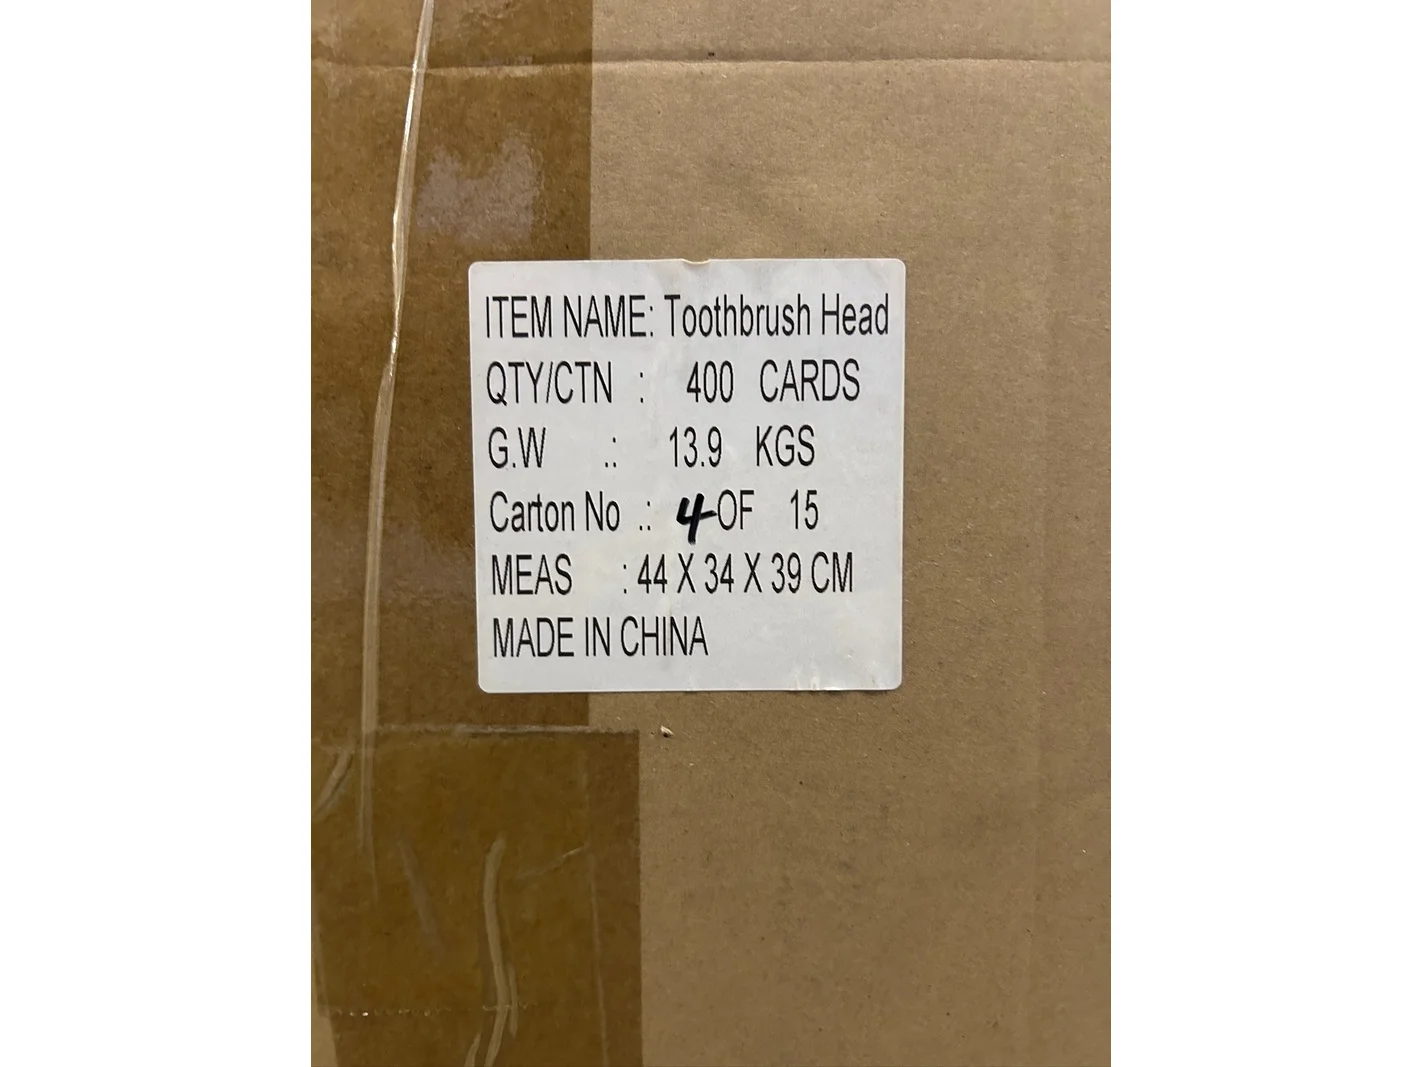 ITEM NAME: Toothbrush Head
QTY/CTN : 400 CARDS
G.W .: 13.9 KGS
Carton No .: 4 OF 15
MEAS : 44 X 34 X 39 CM
MADE IN CHINA